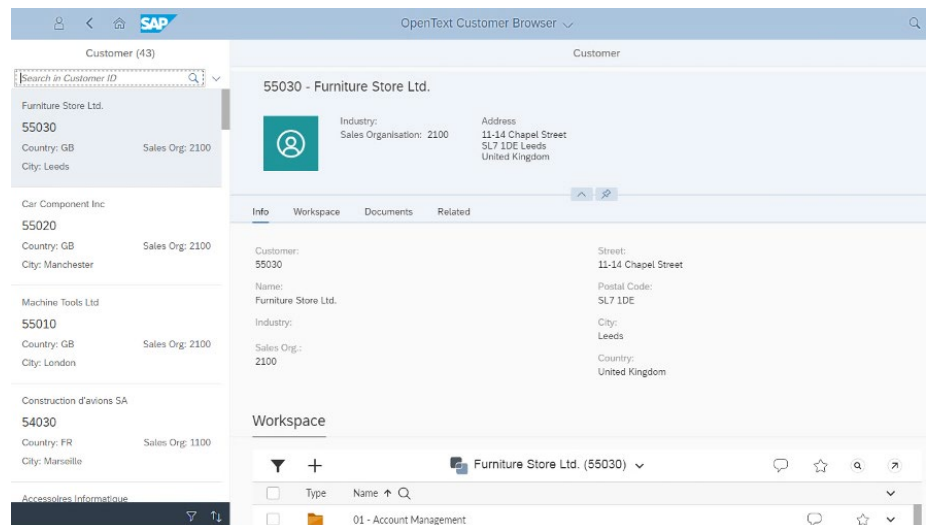 SAP
OpenText Customer Browser
Customer (43)
Search in Customer ID
Furniture Store Ltd.
55030
Country: GB Sales Org: 2100
City: Leeds
Car Component Inc
55020
Country: GB Sales Org: 2100
City: Manchester
Machine Tools Ltd
55010
Country: GB Sales Org: 2100
City: London
Construction d'avions SA
54030
Country: FR Sales Org: 1100
City: Marseille
Accessoires Informatique
Customer
55030 - Furniture Store Ltd.
Industry:
Sales Organisation: 2100
Address
11-14 Chapel Street
SL7 1DE Leeds
United Kingdom
Info Workspace Documents Related
Customer:
55030
Name:
Furniture Store Ltd.
Industry:
Sales Org.:
2100
Street:
11-14 Chapel Street
Postal Code:
SL7 1DE
City:
Leeds
Country:
United Kingdom
Workspace
Furniture Store Ltd. (55030)
Type Name
01 - Account Management